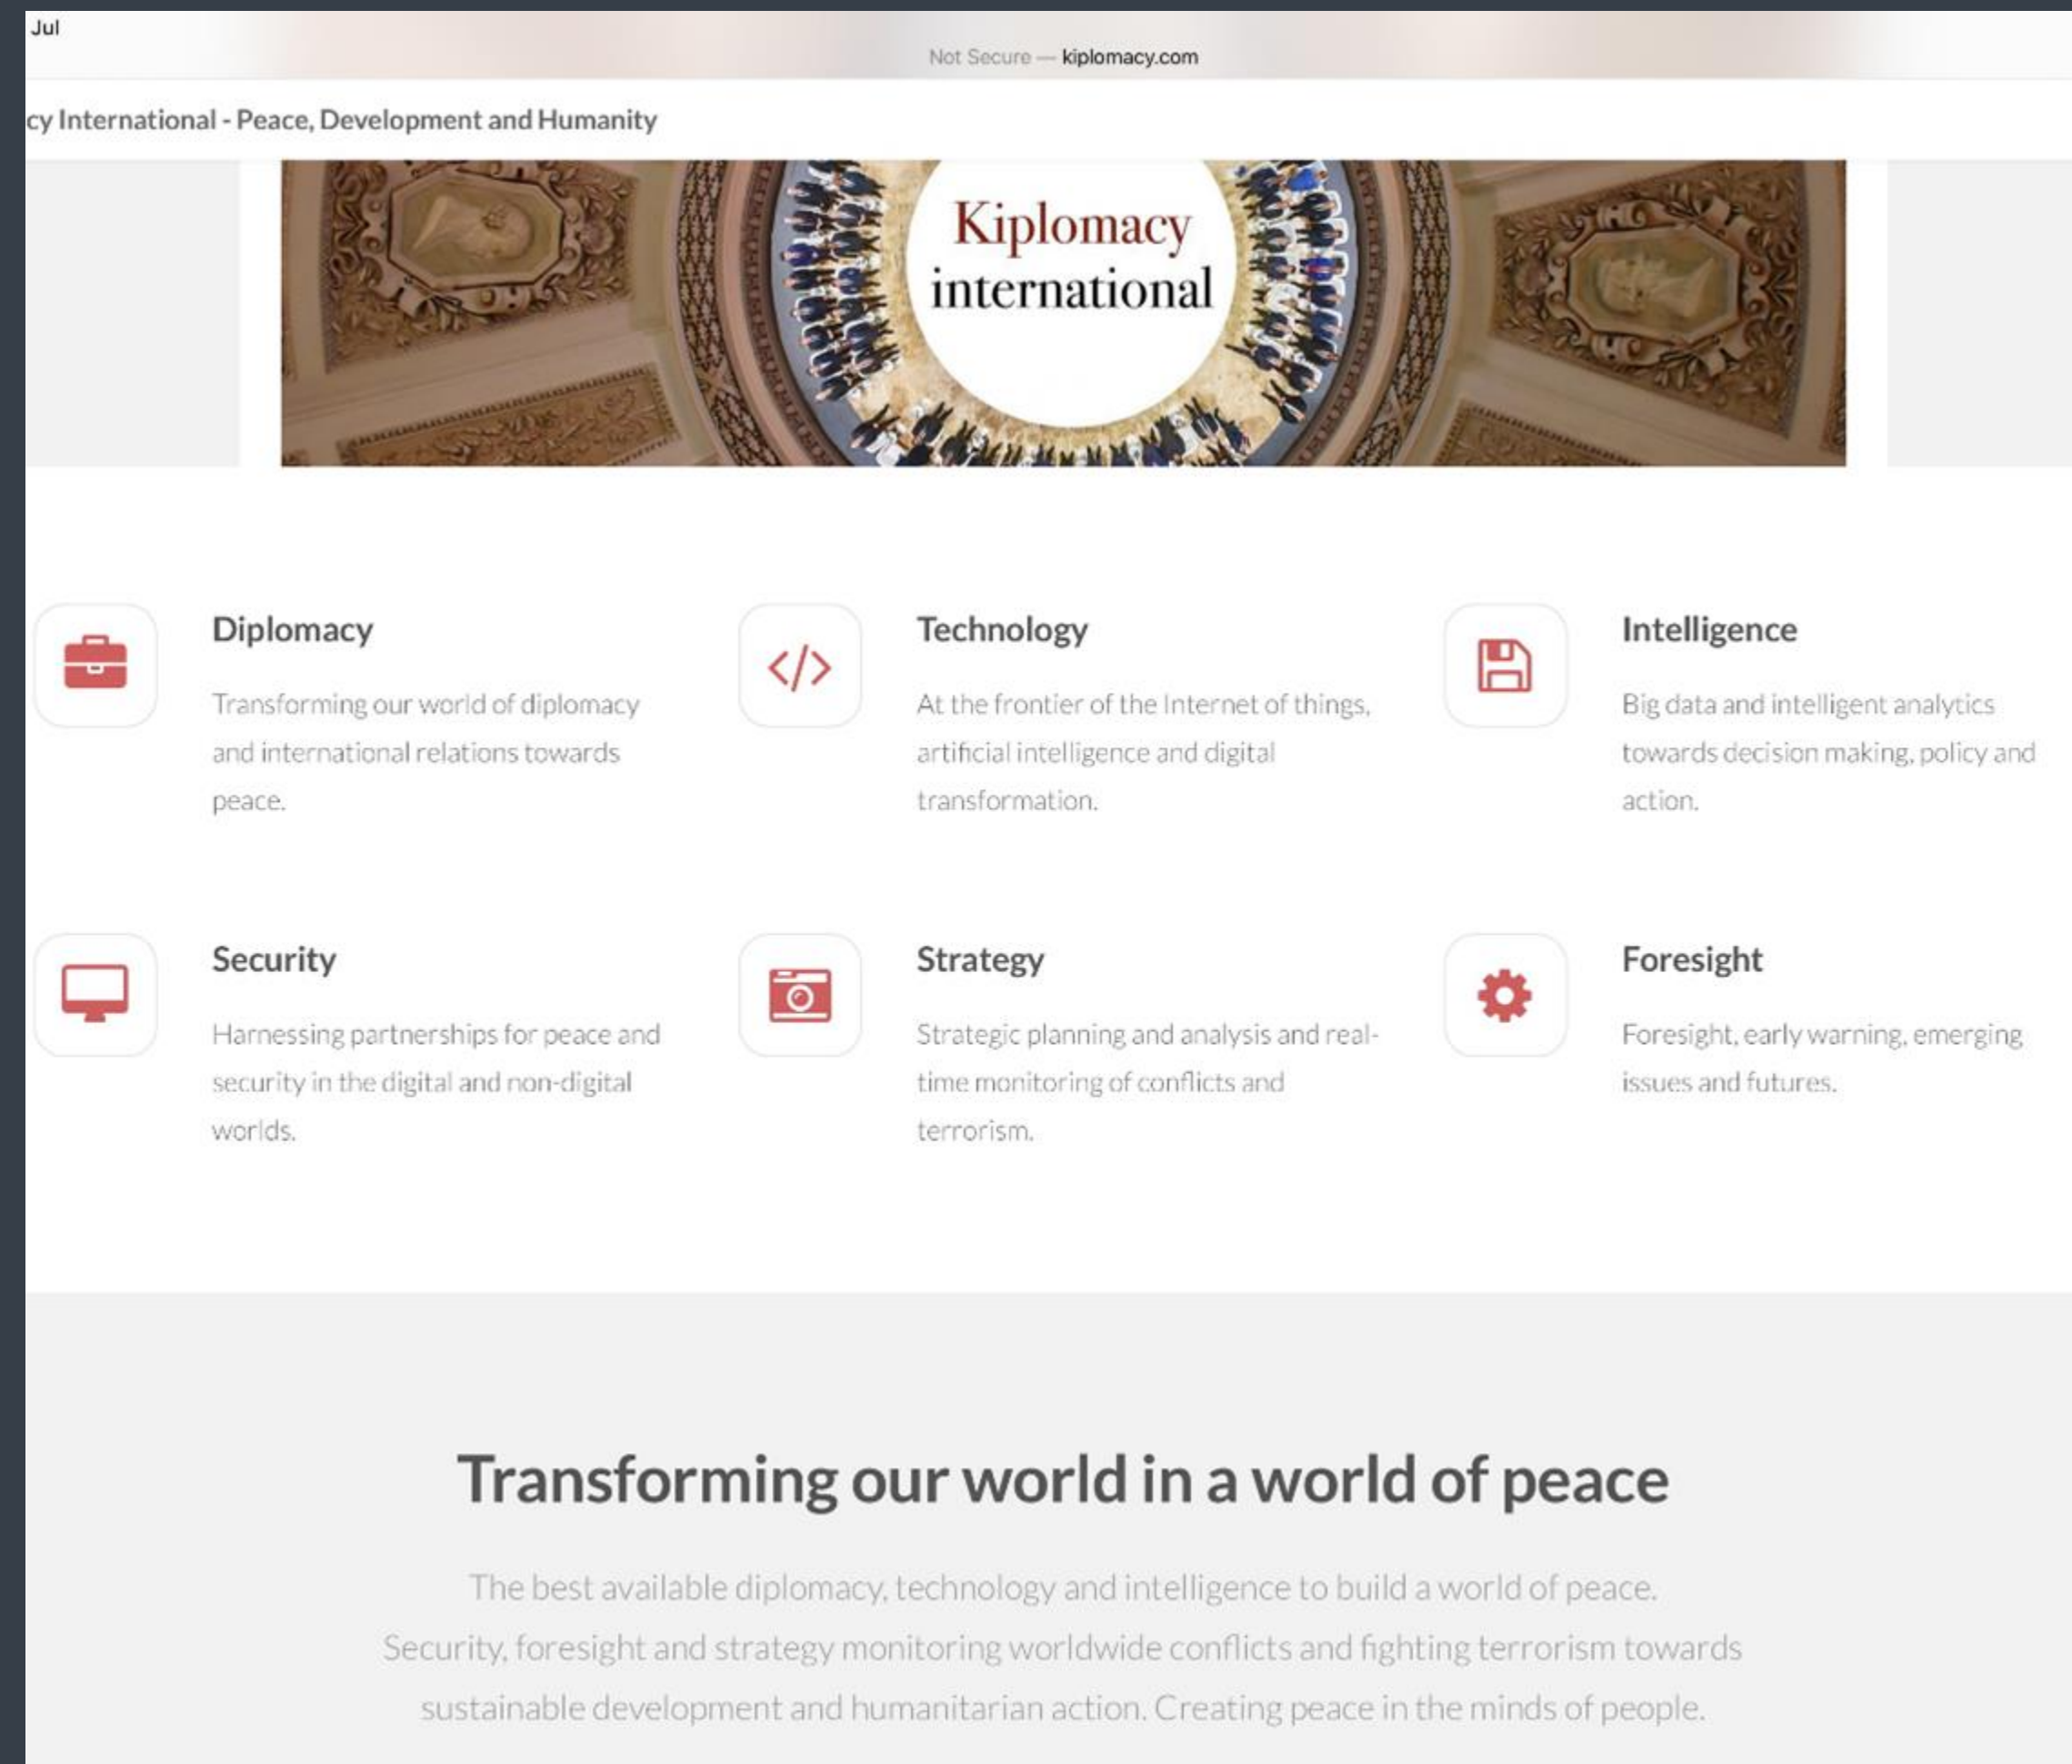 Jul
Not Secure — kiplomacy.com
cy International - Peace, Development and Humanity
Kiplomacy
international
Diplomacy
Transforming our world of diplomacy
and international relations towards
peace.
Technology
At the frontier of the Internet of things,
artificial intelligence and digital
transformation.
Intelligence
Big data and intelligent analytics
towards decision making, policy and
action.
Security
Harnessing partnerships for peace and
security in the digital and non-digital
worlds.
Strategy
Strategic planning and analysis and real-
time monitoring of conflicts and
terrorism.
Foresight
Foresight, early warning, emerging
issues and futures.
Transforming our world in a world of peace
The best available diplomacy, technology and intelligence to build a world of peace.
Security, foresight and strategy monitoring worldwide conflicts and fighting terrorism towards
sustainable development and humanitarian action. Creating peace in the minds of people.